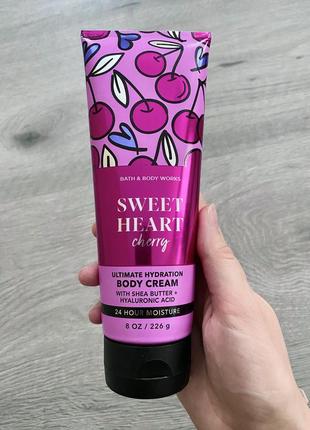 BATH & BODY WORKS
SWEET
HEART
cherry
ULTIMATE HYDRATION
BODY CREAM
WITH SHEA BUTTER +
HYALURONIC ACID
24 HOUR MOISTURE
8 OZ / 226 g